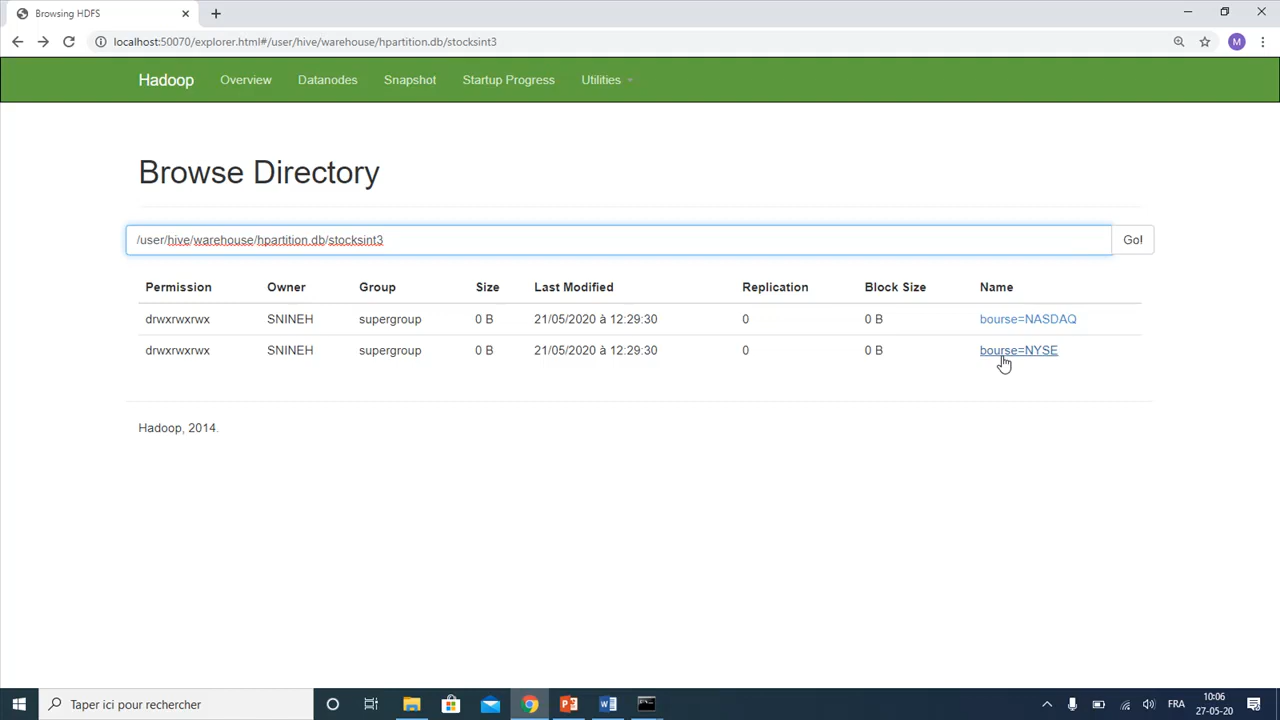 Browsing HDFS
localhost:50070/explorer.html#/user/hive/warehouse/hpartition.db/stocksint3
M
Hadoop Overview Datanodes Snapshot Startup Progress Utilities
Browse Directory
/user/hive/warehouse/hpartition.db/stocksint3 Go!
Permission Owner Group Size Last Modified Replication Block Size Name
drwxrwxrwx SNINEH supergroup 0 B 21/05/2020 à 12:29:30 0 0 B bourse=NASDAQ
drwxrwxrwx SNINEH supergroup 0 B 21/05/2020 à 12:29:30 0 0 B bourse=NYSE
Hadoop, 2014.
Taper ici pour rechercher
FRA
10:06
27-05-20